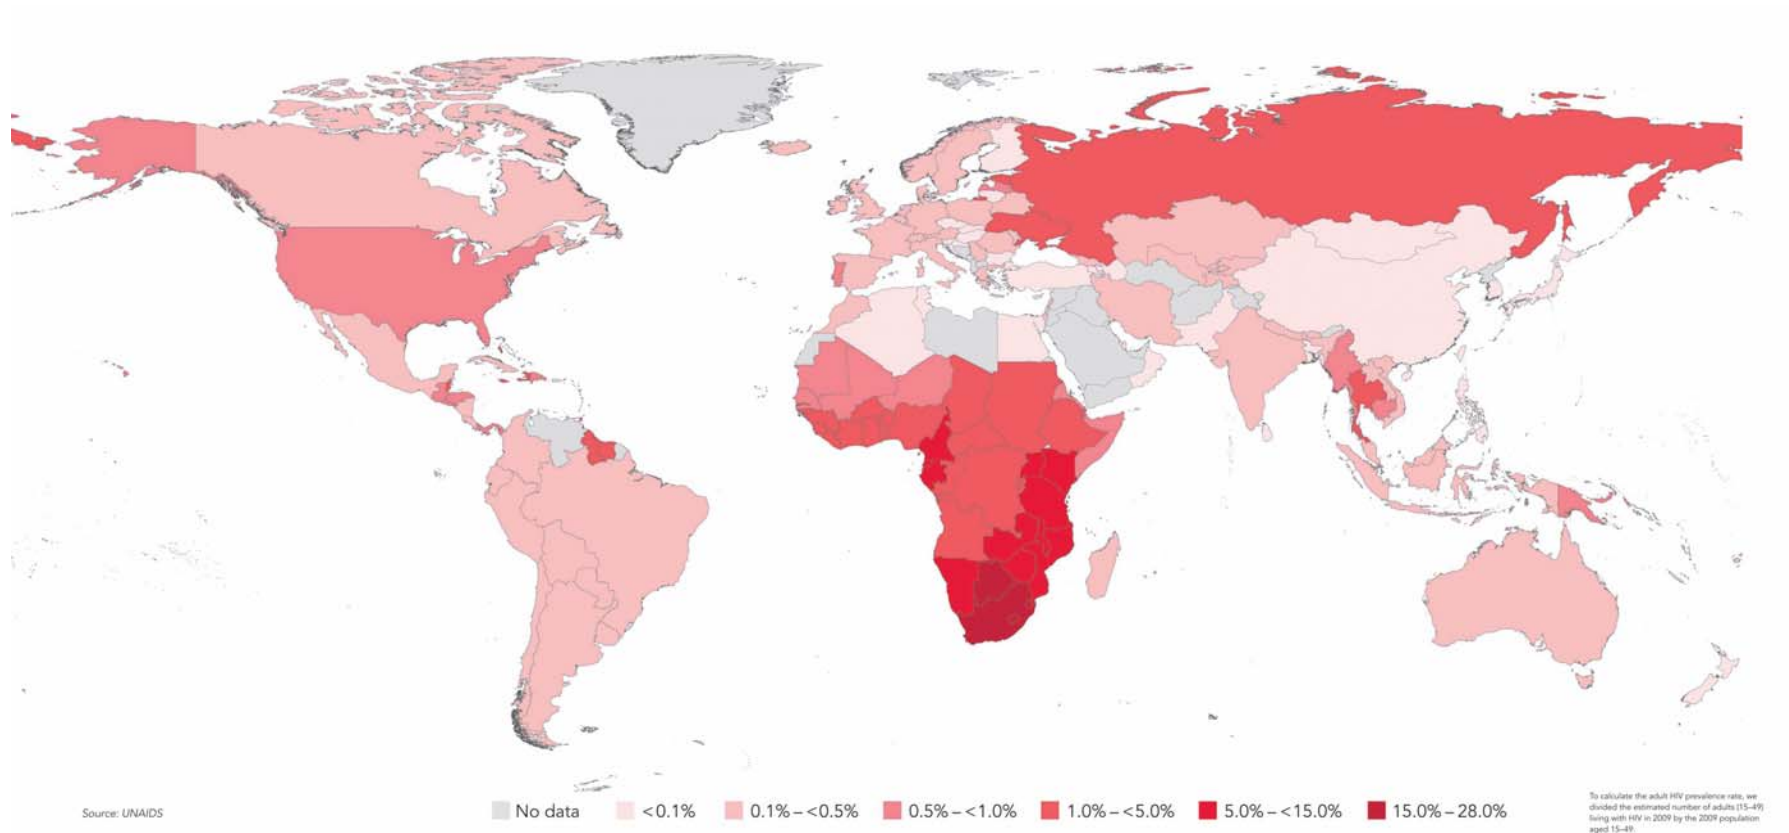 Source: UNAIDS
No data
<0.1%
0.1% – <0.5%
0.5% – <1.0%
1.0% – <5.0%
5.0% – <15.0%
15.0% – 28.0%
To calculate the adult HIV prevalence rate, we
divided the estimated number of adults (15–49)
living with HIV in 2009 by the 2009 population
aged 15–49.